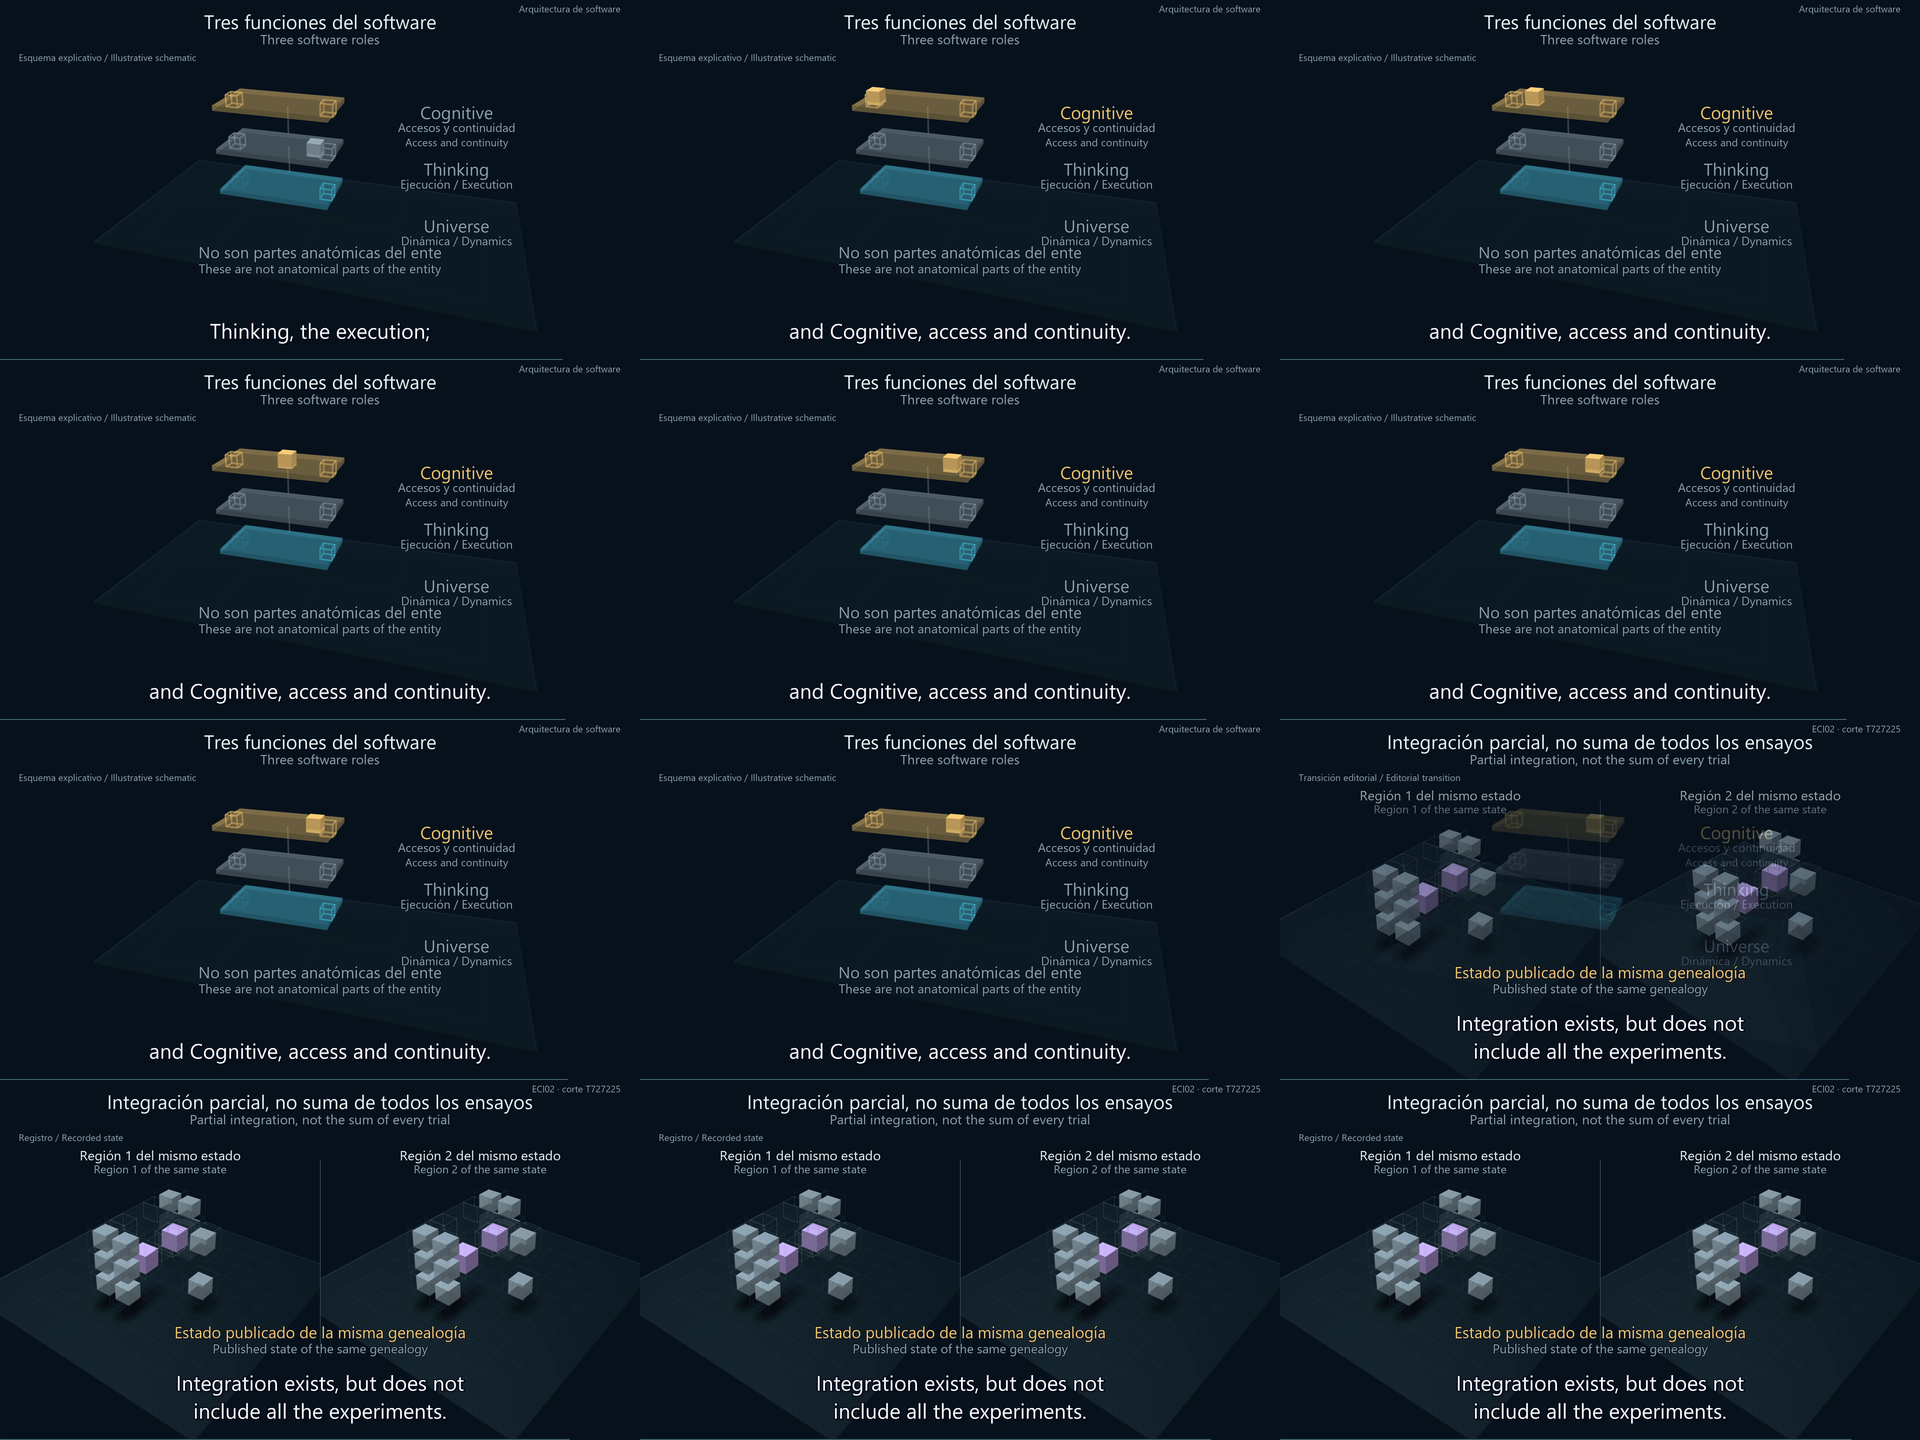 Arquitectura de software
Tres funciones del software
Three software roles
Esquema explicativo / Illustrative schematic
Cognitive
Accesos y continuidad
Access and continuity
Thinking
Ejecución / Execution
Universe
Dinámica / Dynamics
No son partes anatómicas del ente
These are not anatomical parts of the entity
Thinking, the execution;
Arquitectura de software
Tres funciones del software
Three software roles
Esquema explicativo / Illustrative schematic
Cognitive
Accesos y continuidad
Access and continuity
Thinking
Ejecución / Execution
Universe
Dinámica / Dynamics
No son partes anatómicas del ente
These are not anatomical parts of the entity
and Cognitive, access and continuity.
Arquitectura de software
Tres funciones del software
Three software roles
Esquema explicativo / Illustrative schematic
Cognitive
Accesos y continuidad
Access and continuity
Thinking
Ejecución / Execution
Universe
Dinámica / Dynamics
No son partes anatómicas del ente
These are not anatomical parts of the entity
and Cognitive, access and continuity.
Arquitectura de software
Tres funciones del software
Three software roles
Esquema explicativo / Illustrative schematic
Cognitive
Accesos y continuidad
Access and continuity
Thinking
Ejecución / Execution
Universe
Dinámica / Dynamics
No son partes anatómicas del ente
These are not anatomical parts of the entity
and Cognitive, access and continuity.
Arquitectura de software
Tres funciones del software
Three software roles
Esquema explicativo / Illustrative schematic
Cognitive
Accesos y continuidad
Access and continuity
Thinking
Ejecución / Execution
Universe
Dinámica / Dynamics
No son partes anatómicas del ente
These are not anatomical parts of the entity
and Cognitive, access and continuity.
Arquitectura de software
Tres funciones del software
Three software roles
Esquema explicativo / Illustrative schematic
Cognitive
Accesos y continuidad
Access and continuity
Thinking
Ejecución / Execution
Universe
Dinámica / Dynamics
No son partes anatómicas del ente
These are not anatomical parts of the entity
and Cognitive, access and continuity.
Arquitectura de software
Tres funciones del software
Three software roles
Esquema explicativo / Illustrative schematic
Cognitive
Accesos y continuidad
Access and continuity
Thinking
Ejecución / Execution
Universe
Dinámica / Dynamics
No son partes anatómicas del ente
These are not anatomical parts of the entity
and Cognitive, access and continuity.
Arquitectura de software
Tres funciones del software
Three software roles
Esquema explicativo / Illustrative schematic
Cognitive
Accesos y continuidad
Access and continuity
Thinking
Ejecución / Execution
Universe
Dinámica / Dynamics
No son partes anatómicas del ente
These are not anatomical parts of the entity
and Cognitive, access and continuity.
ECI02 · corte T727225
Integración parcial, no suma de todos los ensayos
Partial integration, not the sum of every trial
Transición editorial / Editorial transition
Región 1 del mismo estado
Region 1 of the same state
Región 2 del mismo estado
Region 2 of the same state
Cognitive
Accesos y continuidad
Access and continuity
Thinking
Ejecución / Execution
Universe
Dinámica / Dynamics
Estado publicado de la misma genealogía
Published state of the same genealogy
Integration exists, but does not
include all the experiments.
ECI02 · corte T727225
Integración parcial, no suma de todos los ensayos
Partial integration, not the sum of every trial
Registro / Recorded state
Región 1 del mismo estado
Region 1 of the same state
Región 2 del mismo estado
Region 2 of the same state
Estado publicado de la misma genealogía
Published state of the same genealogy
Integration exists, but does not
include all the experiments.
ECI02 · corte T727225
Integración parcial, no suma de todos los ensayos
Partial integration, not the sum of every trial
Registro / Recorded state
Región 1 del mismo estado
Region 1 of the same state
Región 2 del mismo estado
Region 2 of the same state
Estado publicado de la misma genealogía
Published state of the same genealogy
Integration exists, but does not
include all the experiments.
ECI02 · corte T727225
Integración parcial, no suma de todos los ensayos
Partial integration, not the sum of every trial
Registro / Recorded state
Región 1 del mismo estado
Region 1 of the same state
Región 2 del mismo estado
Region 2 of the same state
Estado publicado de la misma genealogía
Published state of the same genealogy
Integration exists, but does not
include all the experiments.